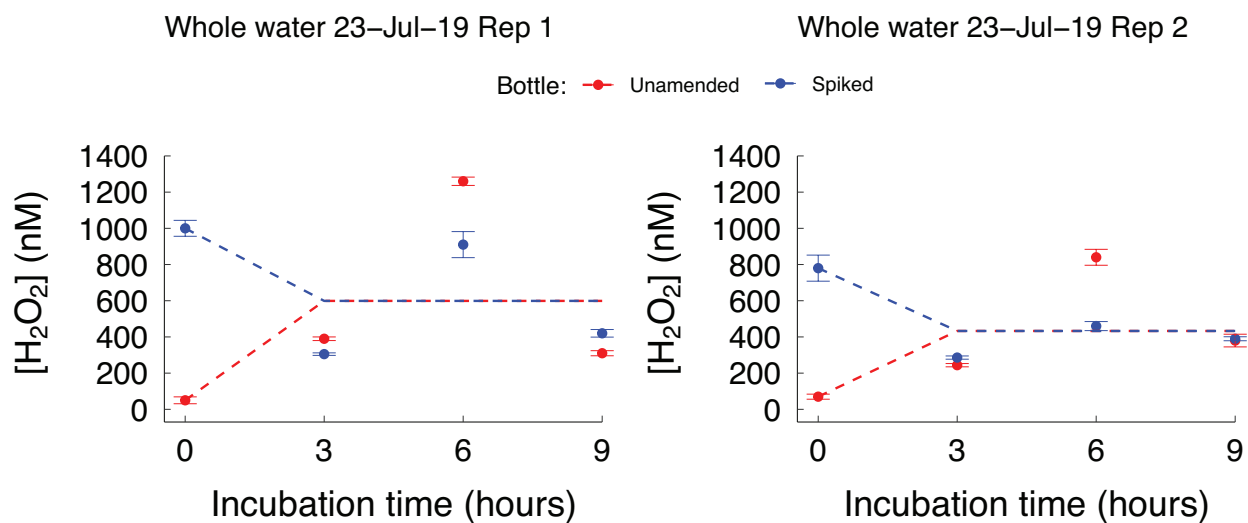 Whole water 23–Jul–19 Rep 1
Whole water 23–Jul–19 Rep 2
Bottle: Unamended Spiked
[H₂O₂] (nM)
1400
1200
1000
800
600
400
200
0
0 3 6 9
Incubation time (hours)
[H₂O₂] (nM)
1400
1200
1000
800
600
400
200
0
0 3 6 9
Incubation time (hours)